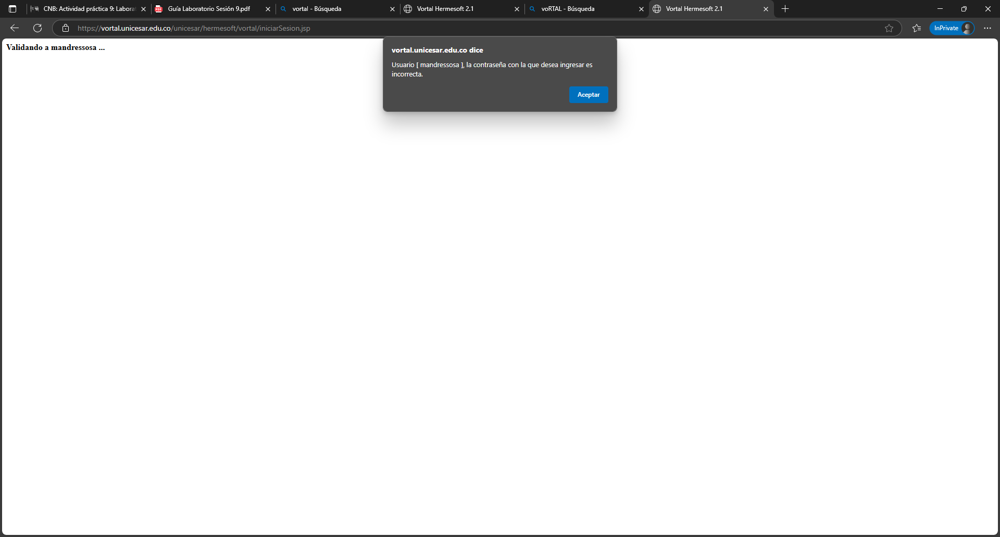 CNB: Actividad práctica 9: Laborat
Guía Laboratorio Sesión 9.pdf
vortal - Búsqueda
Vortal Hermesoft 2.1
voRTAL - Búsqueda
Vortal Hermesoft 2.1
https://vortal.unicesar.edu.co/unicesar/hermesoft/vortal/iniciarSesion.jsp
InPrivate
Validando a mandressosa ...
vortal.unicesar.edu.co dice
Usuario [ mandressosa ], la contraseña con la que desea ingresar es
incorrecta.
Aceptar